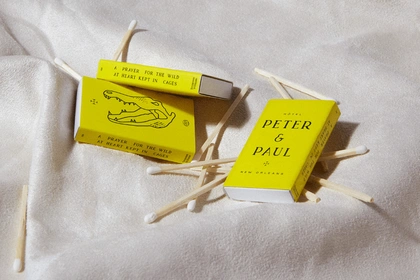 A PRAYER FOR THE WILD
AT HEART KEPT IN CAGES
A PRAYER FOR THE WILD
AT HEART KEPT IN CAGES
HOTEL
PETER
&
PAUL
NEW ORLEANS